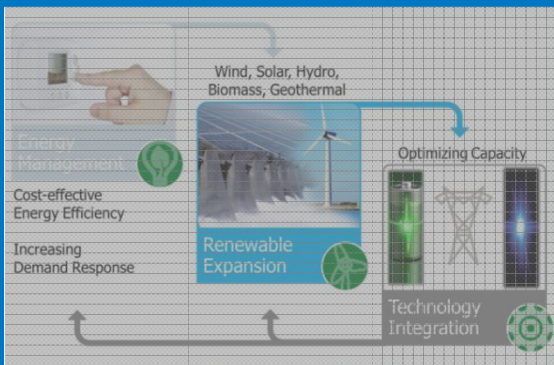 Energy
Management
Cost-effective
Energy Efficiency
Increasing
Demand Response
Wind, Solar, Hydro,
Biomass, Geothermal
Renewable
Expansion
Optimizing Capacity
Technology
Integration